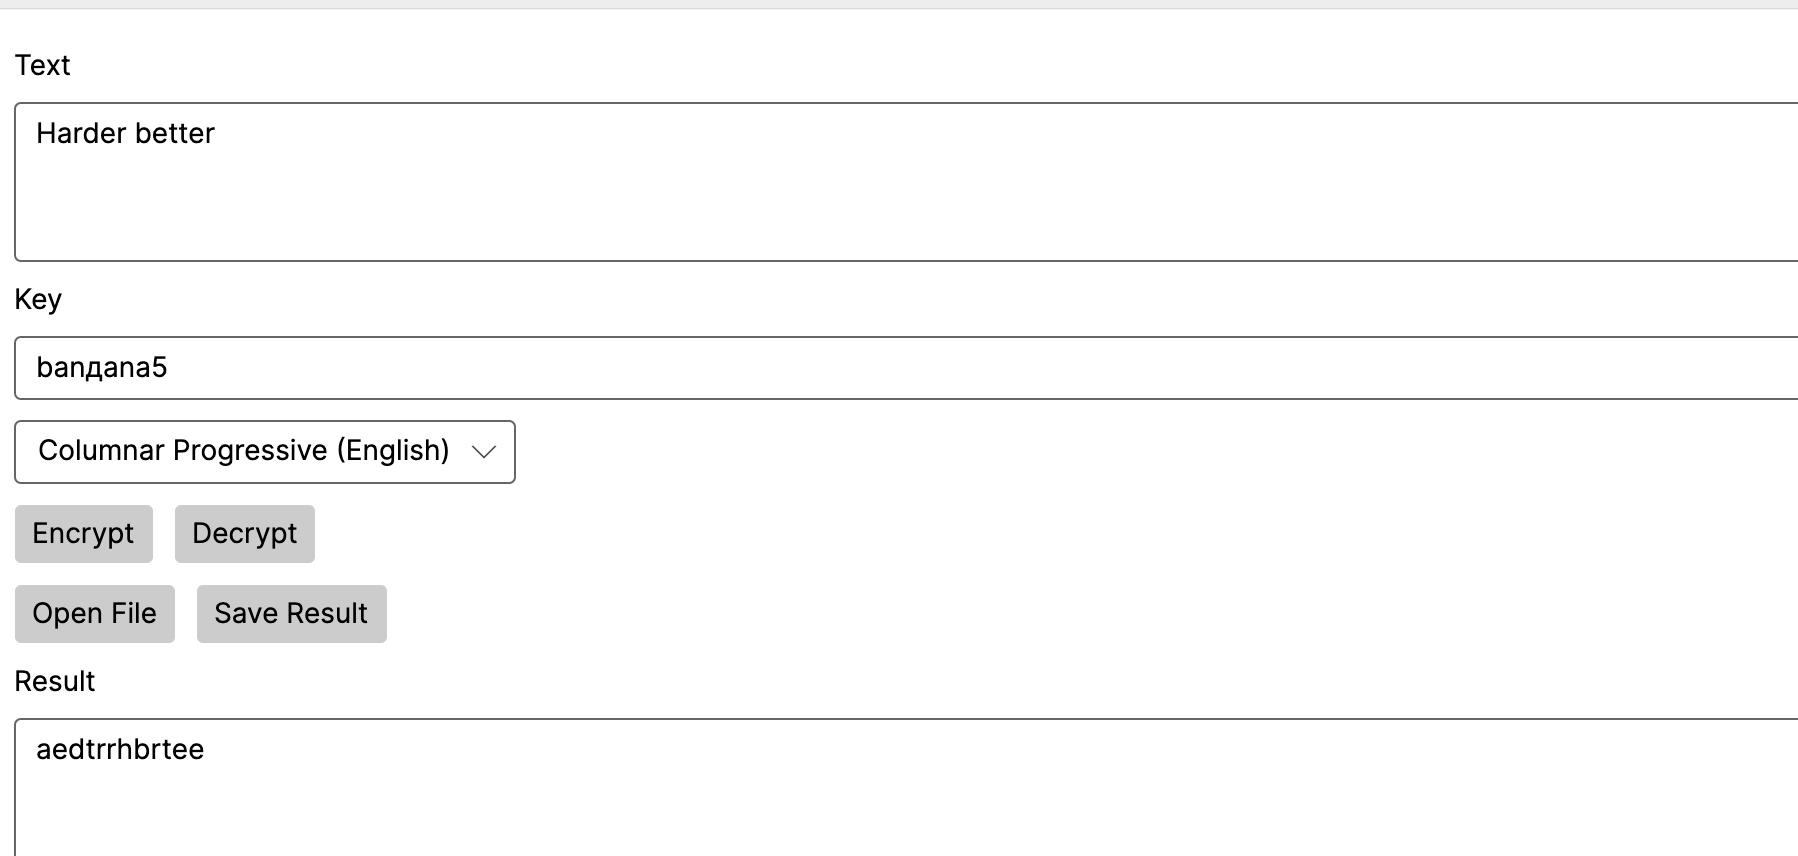 Text
Harder better
Key
banдana5
Columnar Progressive (English)
Encrypt Decrypt
Open File Save Result
Result
aedtrrhbrtee